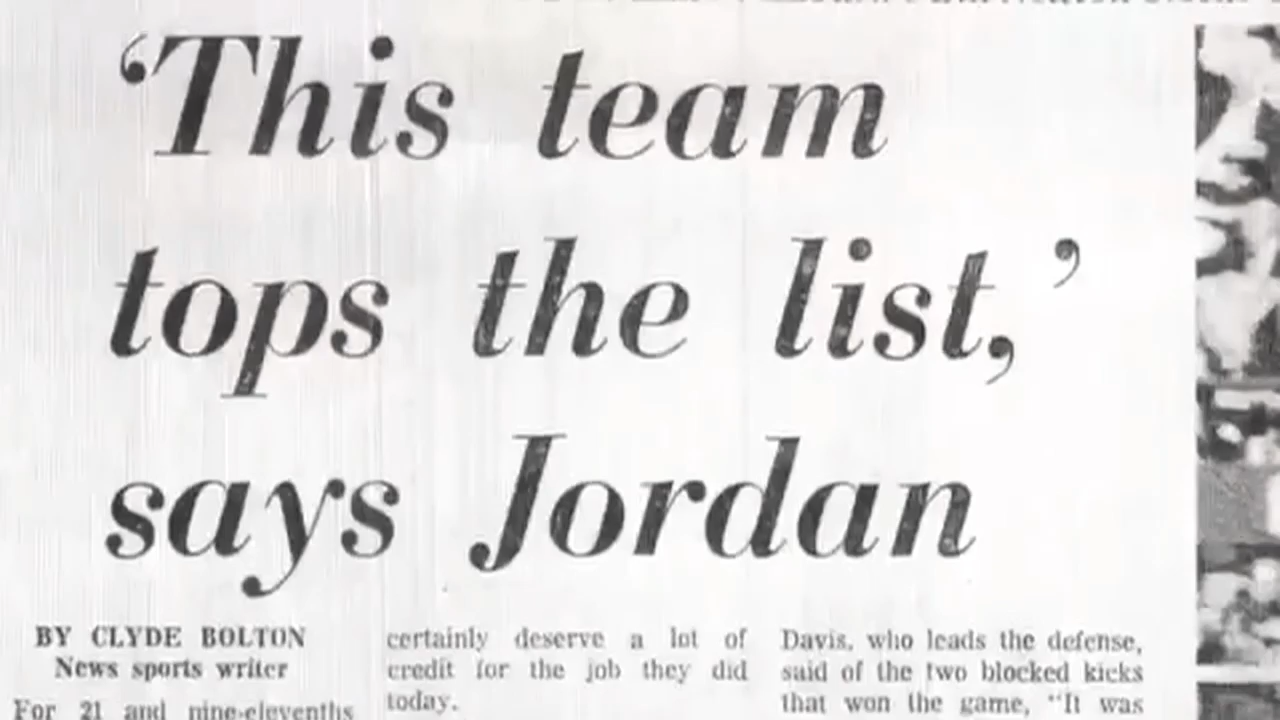 ‘This team
tops the list,’
says Jordan
BY CLYDE BOLTON
News sports writer
For 21 and nine-elevenths
certainly deserve a lot of
credit for the job they did
today.
Davis, who leads the defense,
said of the two blocked kicks
that won the game, “It was